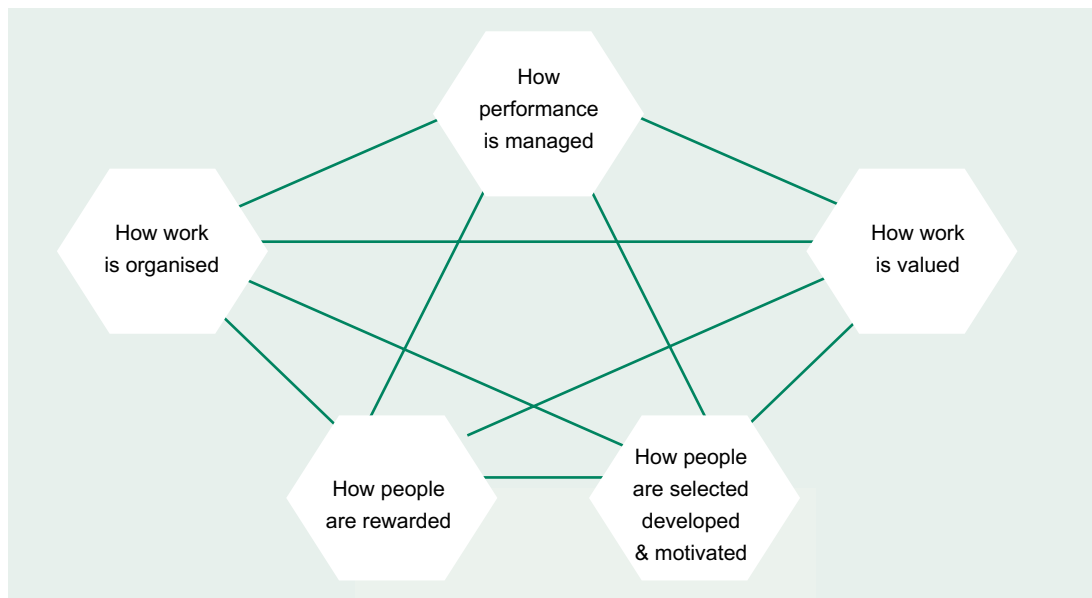 How
performance
is managed
How work
is organised
How work
is valued
How people
are rewarded
How people
are selected
developed
& motivated